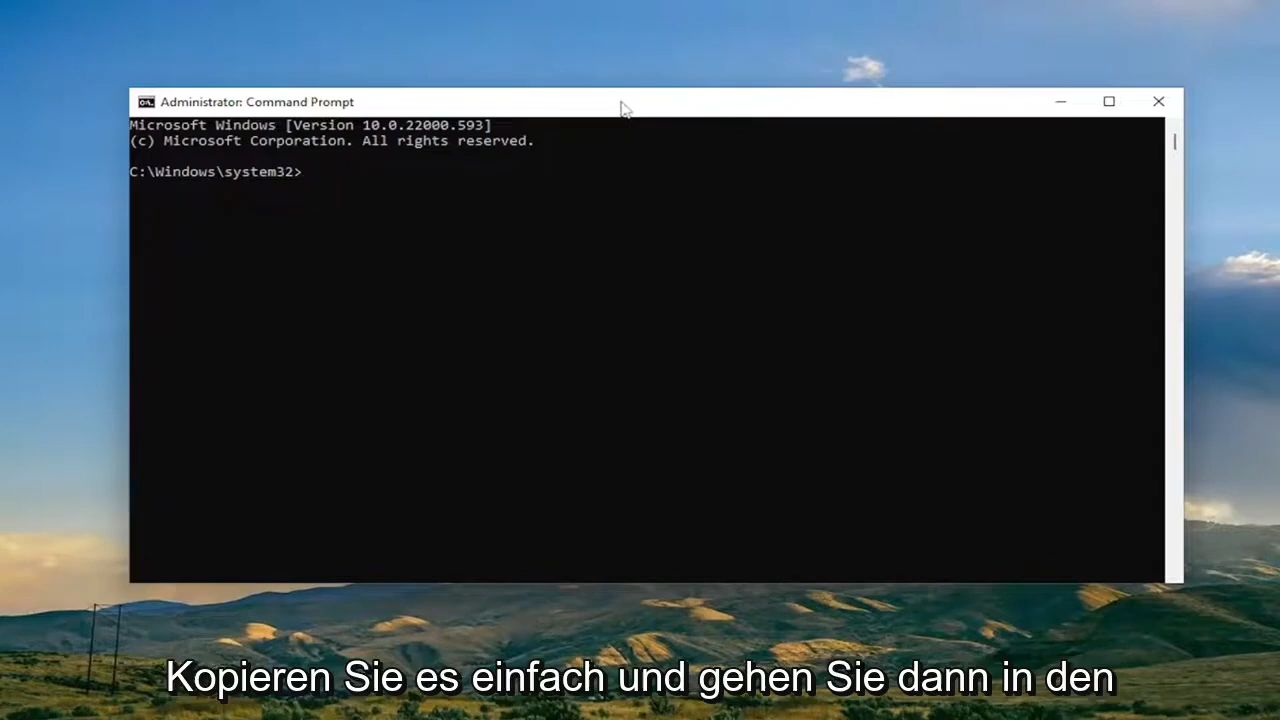 Administrator: Command Prompt
Microsoft Windows [Version 10.0.22000.593]
(c) Microsoft Corporation. All rights reserved.
C:\Windows\system32>
Kopieren Sie es einfach und gehen Sie dann in den